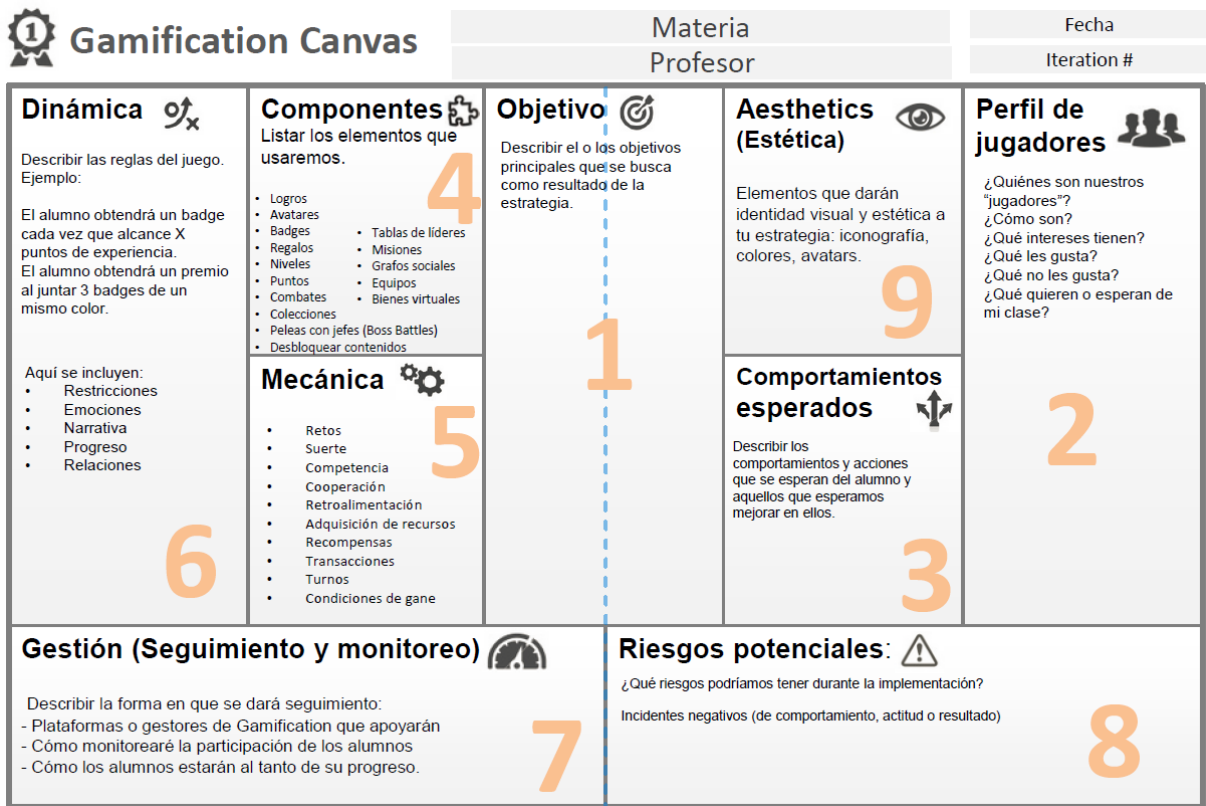 1
Gamification Canvas
Materia
Profesor
Fecha
Iteration #
Dinámica
Describir las reglas del juego.
Ejemplo:
El alumno obtendrá un badge
cada vez que alcance X
puntos de experiencia.
El alumno obtendrá un premio
al juntar 3 badges de un
mismo color.
Aquí se incluyen:
• Restricciones
• Emociones
• Narrativa
• Progreso
• Relaciones
6
Componentes
Listar los elementos que
usaremos.
• Logros
• Avatares
• Badges
• Regalos
• Niveles
• Puntos
• Combates
• Colecciones
• Peleas con jefes (Boss Battles)
• Desbloquear contenidos
• Tablas de líderes
• Misiones
• Grafos sociales
• Equipos
• Bienes virtuales
4
Mecánica
• Retos
• Suerte
• Competencia
• Cooperación
• Retroalimentación
• Adquisición de recursos
• Recompensas
• Transacciones
• Turnos
• Condiciones de gane
5
Objetivo
Describir el o los objetivos
principales que se busca
como resultado de la
estrategia.
1
Aesthetics
(Estética)
Elementos que darán
identidad visual y estética a
tu estrategia: iconografía,
colores, avatars.
9
Comportamientos
esperados
Describir los
comportamientos y acciones
que se esperan del alumno y
aquellos que esperamos
mejorar en ellos.
3
Perfil de
jugadores
¿Quiénes son nuestros
“jugadores”?
¿Cómo son?
¿Qué intereses tienen?
¿Qué les gusta?
¿Qué no les gusta?
¿Qué quieren o esperan de
mi clase?
2
Gestión (Seguimiento y monitoreo)
Describir la forma en que se dará seguimiento:
- Plataformas o gestores de Gamification que apoyarán
- Cómo monitorearé la participación de los alumnos
- Cómo los alumnos estarán al tanto de su progreso.
7
Riesgos potenciales:
¿Qué riesgos podríamos tener durante la implementación?
Incidentes negativos (de comportamiento, actitud o resultado)
8